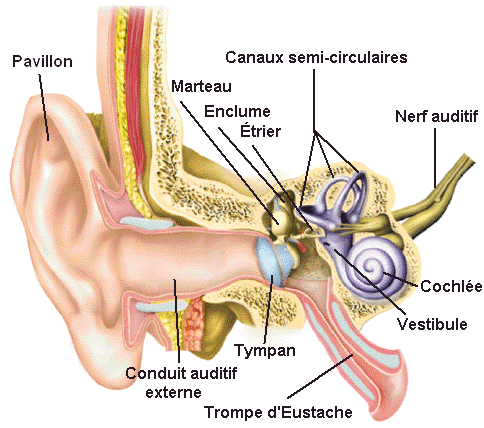 Canaux semi-circulaires
Pavillon
Marteau
Enclume
Étrier
Nerf auditif
Cochlée
Vestibule
Tympan
Conduit auditif
externe
Trompe d'Eustache